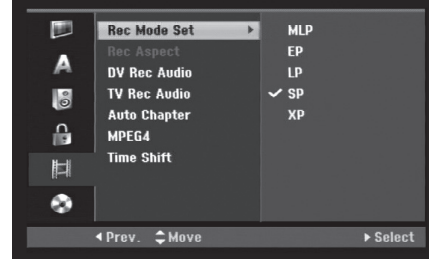 Rec Mode Set
Rec Aspect
DV Rec Audio
TV Rec Audio
Auto Chapter
MPEG4
Time Shift
MLP
EP
LP
SP
XP
A
Prev. Move Select